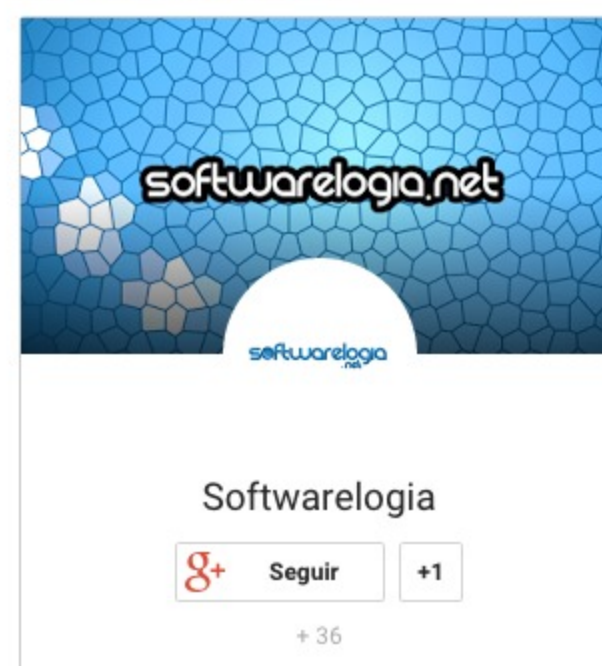 softwarelogia.net
softwarelogia
.net
Softwarelogia
g+ Seguir +1
+ 36